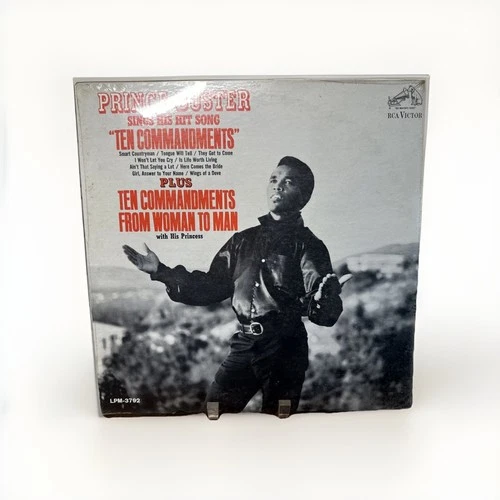 PRINCE BUSTER
SINGS HIS HIT SONG
"TEN COMMANDMENTS"
Smart Countryman / Tongue Will Tell / They Got to Come
I Won't Let You Cry / Is Life Worth Living
Ain't That Saying a Lot / Here Comes the Bride
Girl, Answer to Your Name / Wings of a Dove
PLUS
TEN COMMANDMENTS
FROM WOMAN TO MAN
with His Princess
RCA VICTOR
LPM-3792